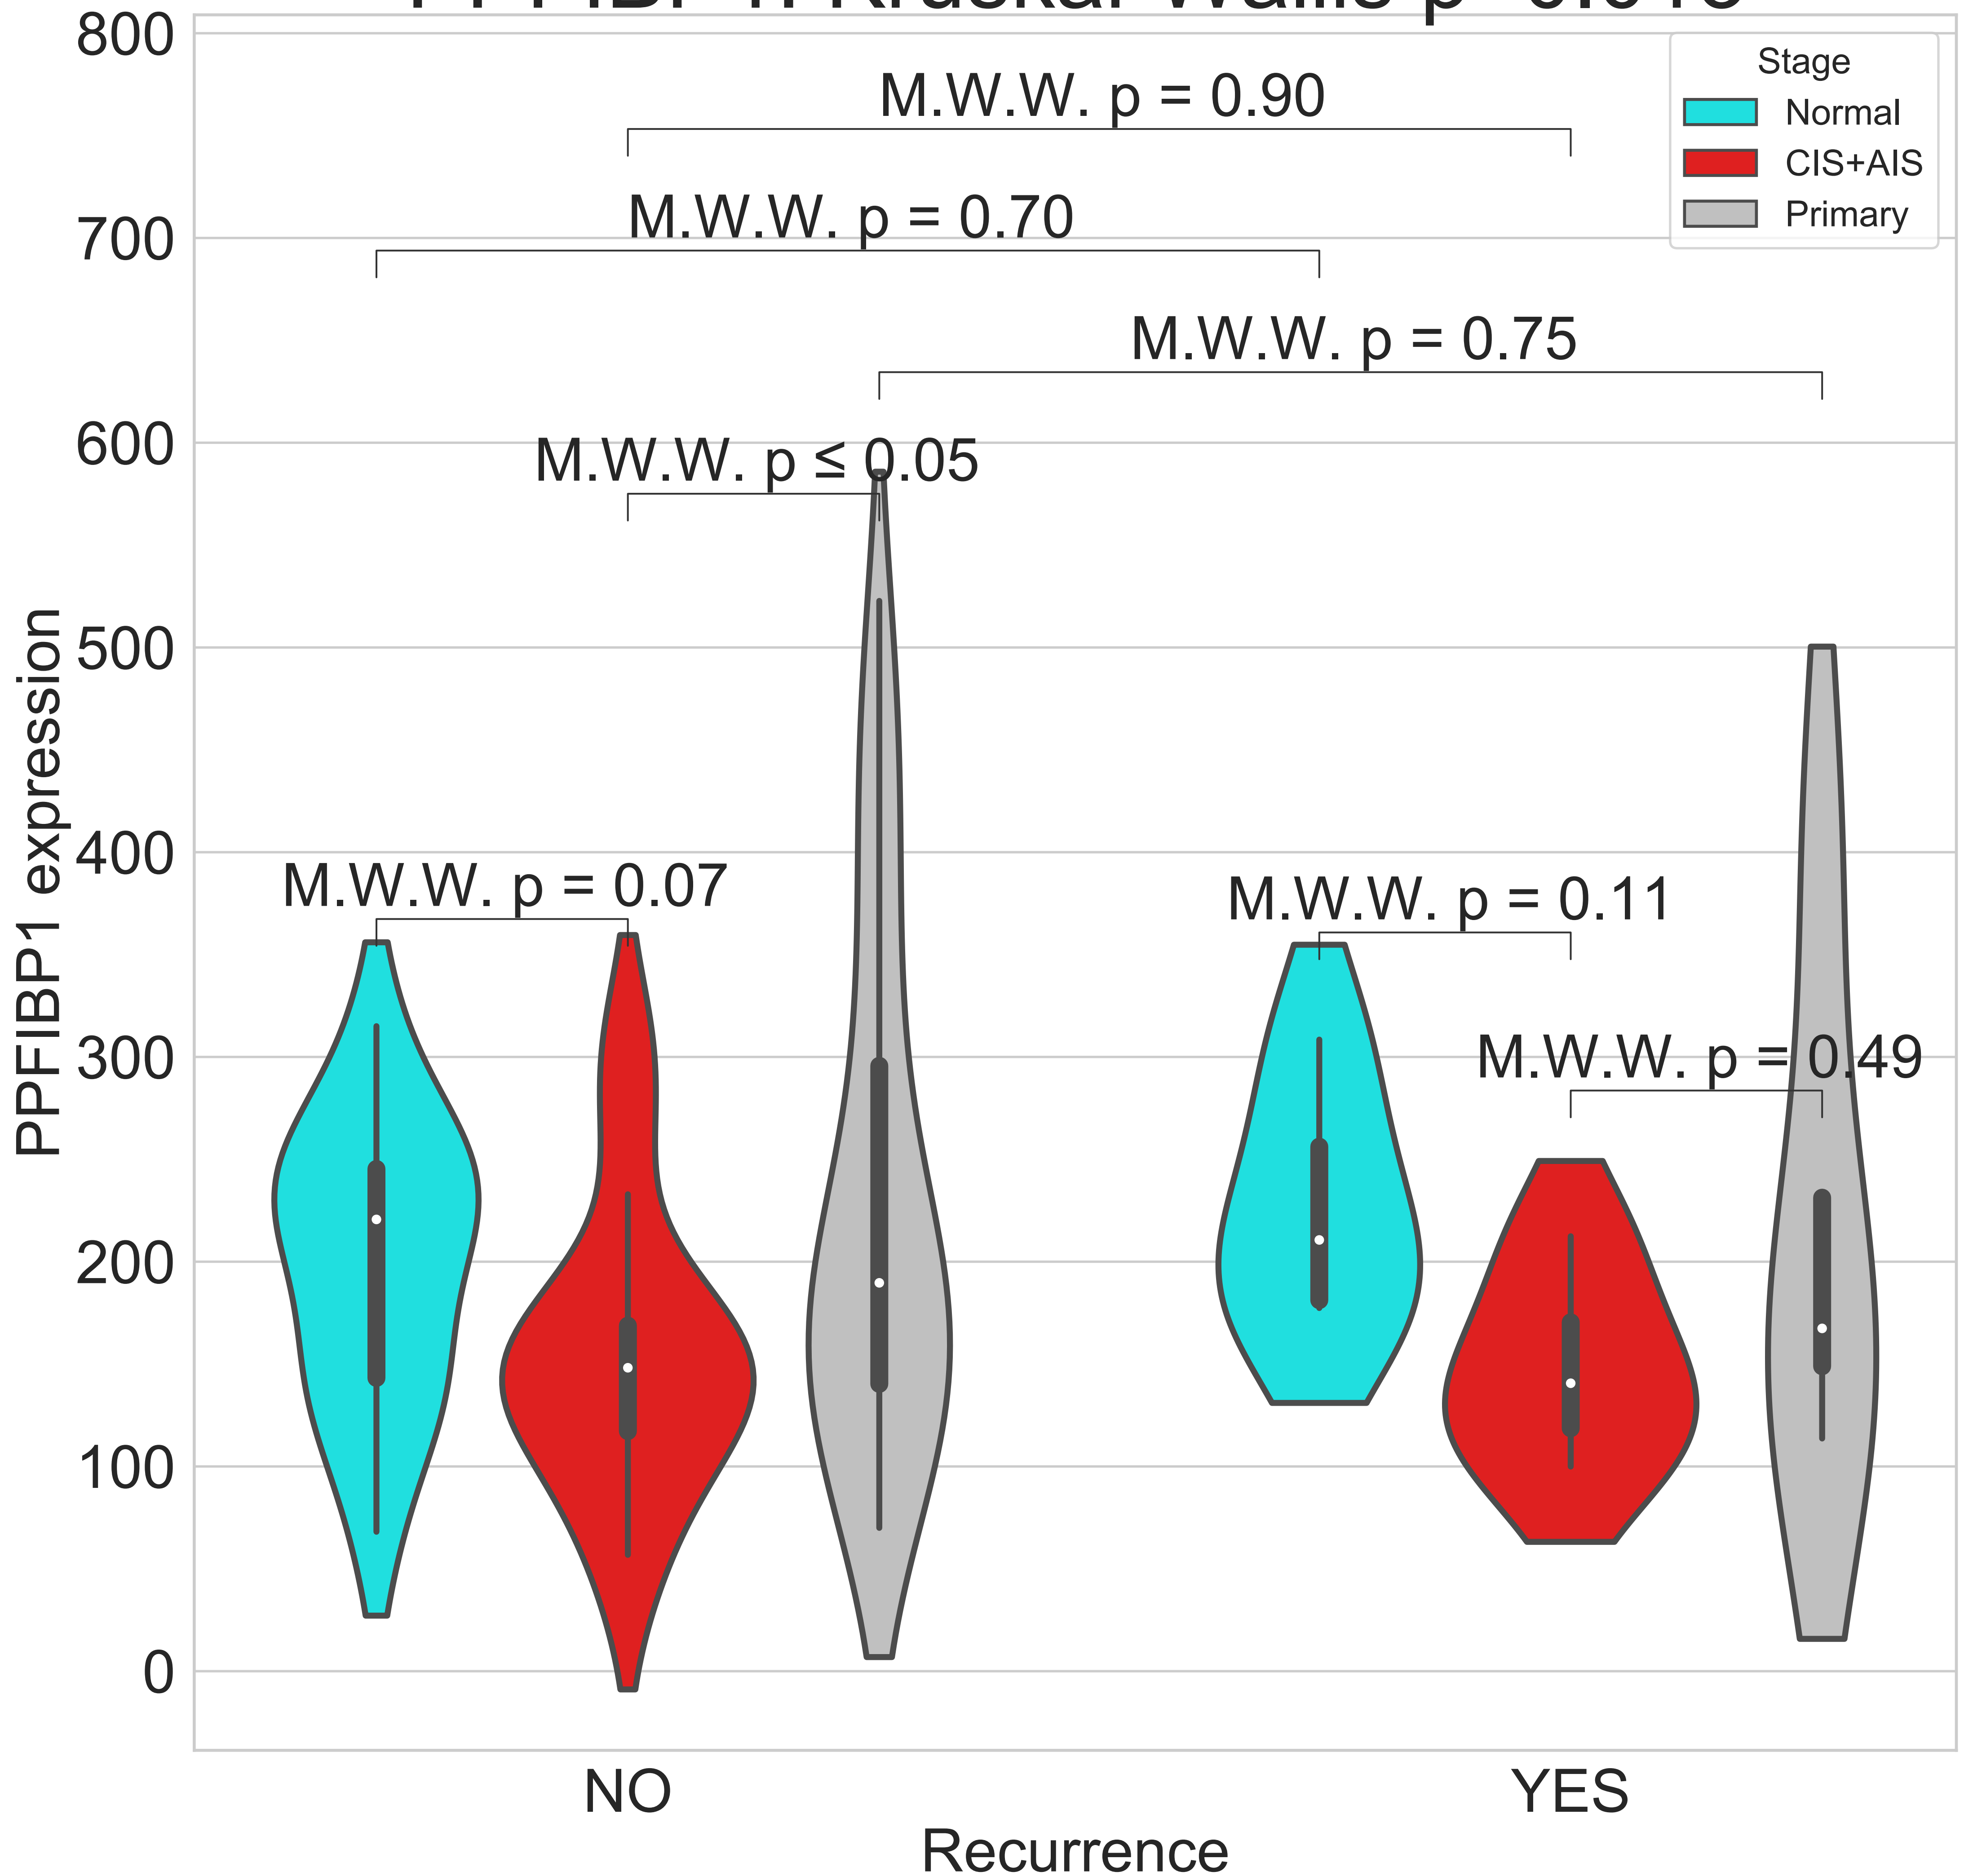 800
M.W.W. p = 0.90
Stage
Normal
CIS+AIS
Primary
M.W.W. p = 0.70
700
M.W.W. p = 0.75
600
M.W.W. p ≤ 0.05
500
PPFIBP1 expression
400
M.W.W. p = 0.07
M.W.W. p = 0.11
300
M.W.W. p = 0.49
200
100
0
NO
YES
Recurrence